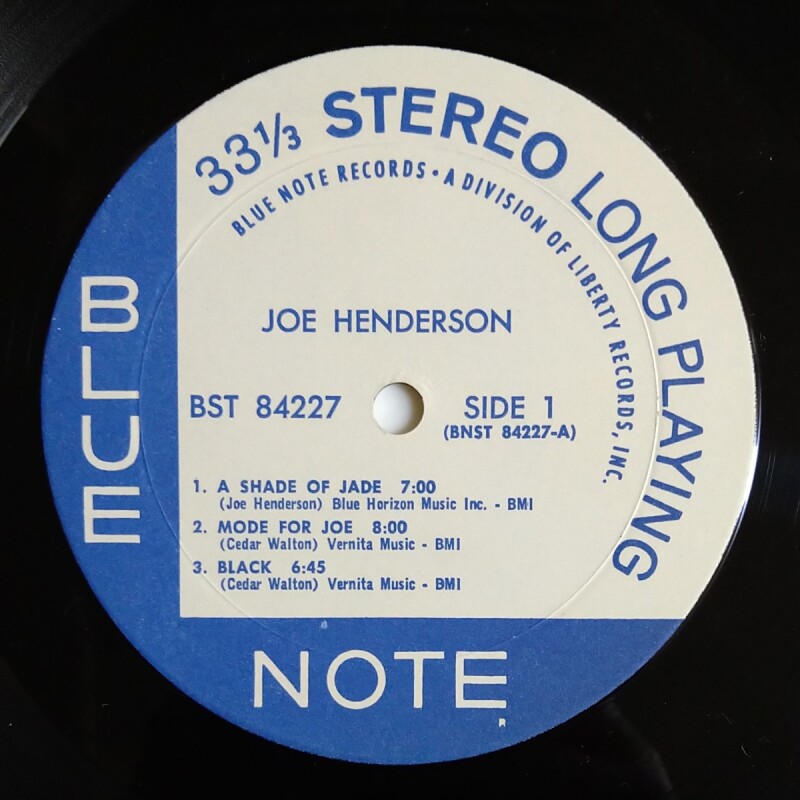 33⅓ STEREO LONG PLAYING
BLUE NOTE RECORDS • A DIVISION OF LIBERTY RECORDS, INC.
BLUE
JOE HENDERSON
BST 84227
SIDE 1
(BNST 84227-A)
1. A SHADE OF JADE 7:00
(Joe Henderson) Blue Horizon Music Inc. - BMI
2. MODE FOR JOE 8:00
(Cedar Walton) Vernita Music - BMI
3. BLACK 6:45
(Cedar Walton) Vernita Music - BMI
NOTE